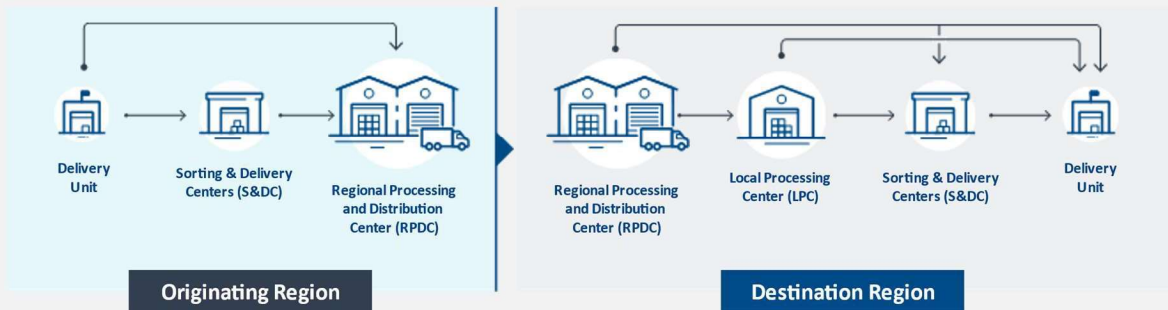 Delivery
Unit
Sorting & Delivery
Centers (S&DC)
Regional Processing
and Distribution
Center (RPDC)
Originating Region
Regional Processing
and Distribution
Center (RPDC)
Local Processing
Center (LPC)
Sorting & Delivery
Centers (S&DC)
Delivery
Unit
Destination Region